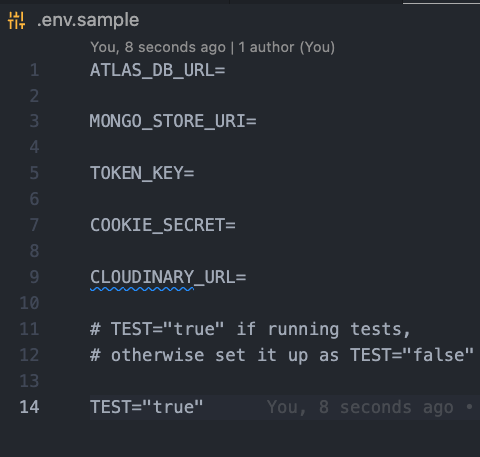 .env.sample
You, 8 seconds ago | 1 author (You)
1 ATLAS_DB_URL=
2
3 MONGO_STORE_URI=
4
5 TOKEN_KEY=
6
7 COOKIE_SECRET=
8
9 CLOUDINARY_URL=
10
11 # TEST="true" if running tests,
12 # otherwise set it up as TEST="false"
13
14 TEST="true" You, 8 seconds ago •